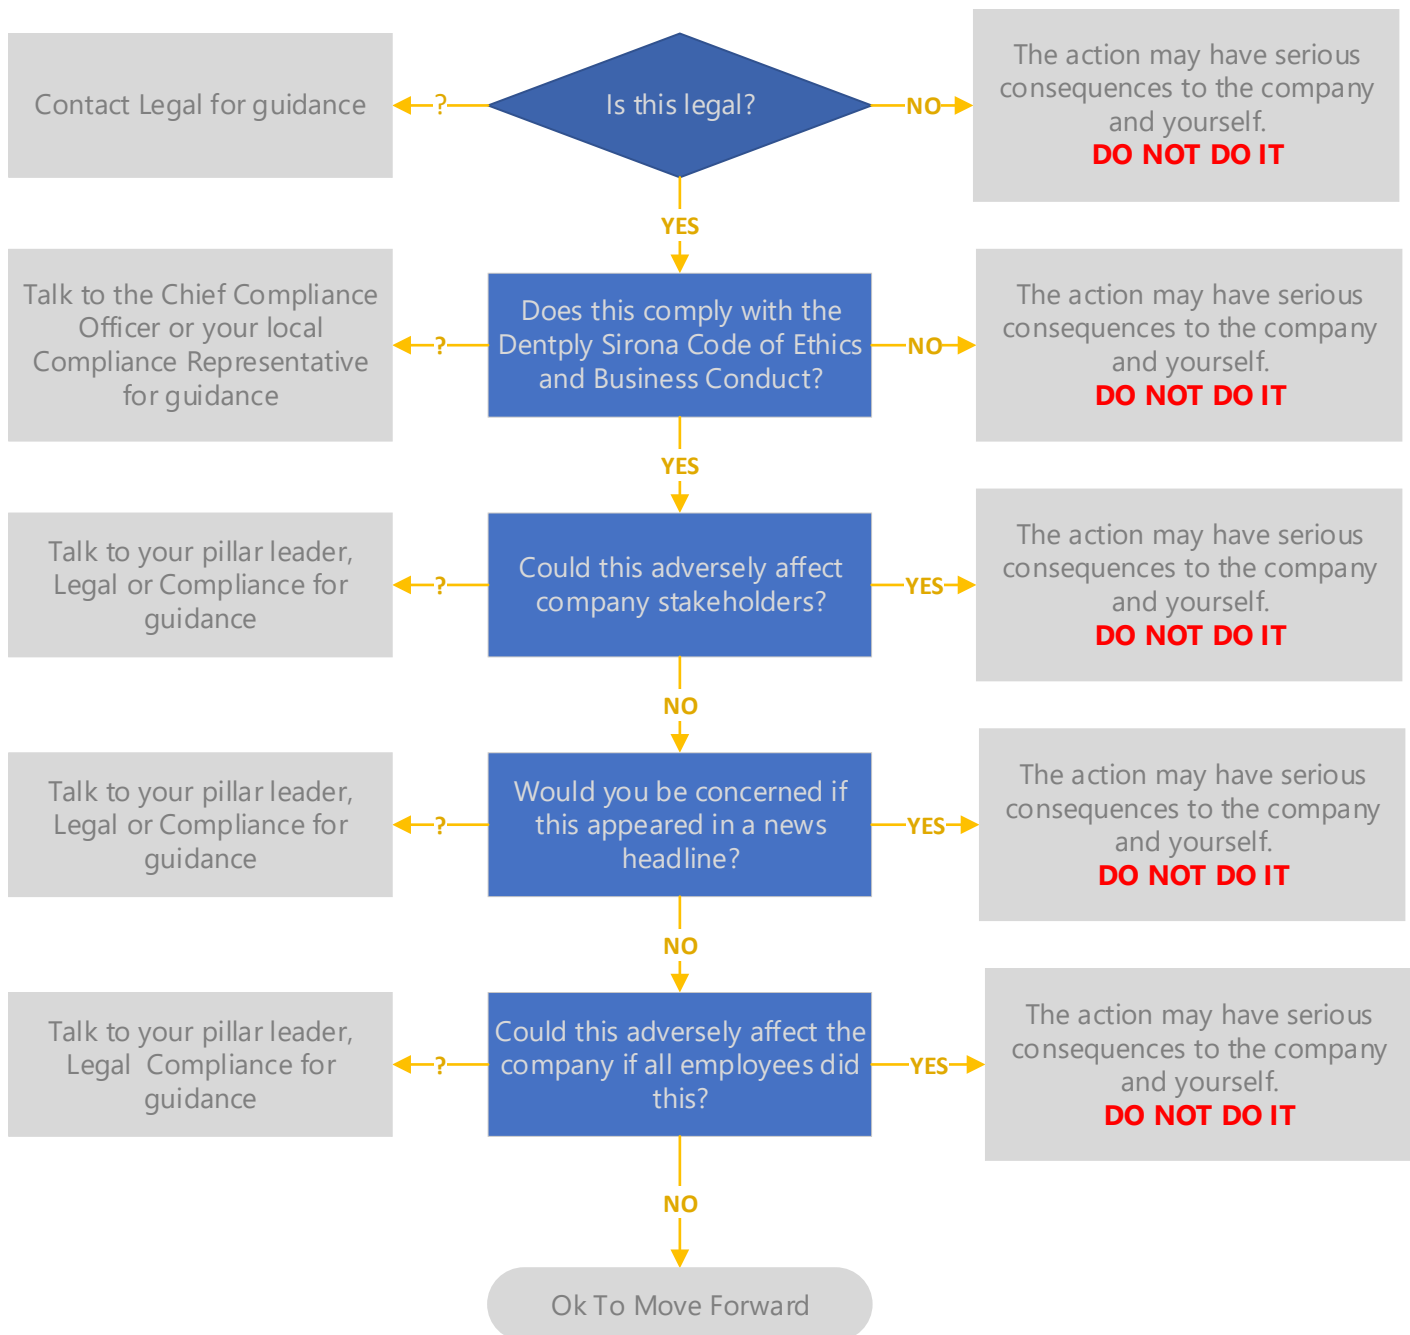 Contact Legal for guidance
?
Is this legal?
NO
The action may have serious
consequences to the company
and yourself.
DO NOT DO IT
YES
Talk to the Chief Compliance
Officer or your local
Compliance Representative
for guidance
?
Does this comply with the
Dentply Sirona Code of Ethics
and Business Conduct?
NO
The action may have serious
consequences to the company
and yourself.
DO NOT DO IT
YES
Talk to your pillar leader,
Legal or Compliance for
guidance
?
Could this adversely affect
company stakeholders?
YES
The action may have serious
consequences to the company
and yourself.
DO NOT DO IT
NO
Talk to your pillar leader,
Legal or Compliance for
guidance
?
Would you be concerned if
this appeared in a news
headline?
YES
The action may have serious
consequences to the company
and yourself.
DO NOT DO IT
NO
Talk to your pillar leader,
Legal  Compliance for
guidance
?
Could this adversely affect the
company if all employees did
this?
YES
The action may have serious
consequences to the company
and yourself.
DO NOT DO IT
NO
Ok To Move Forward